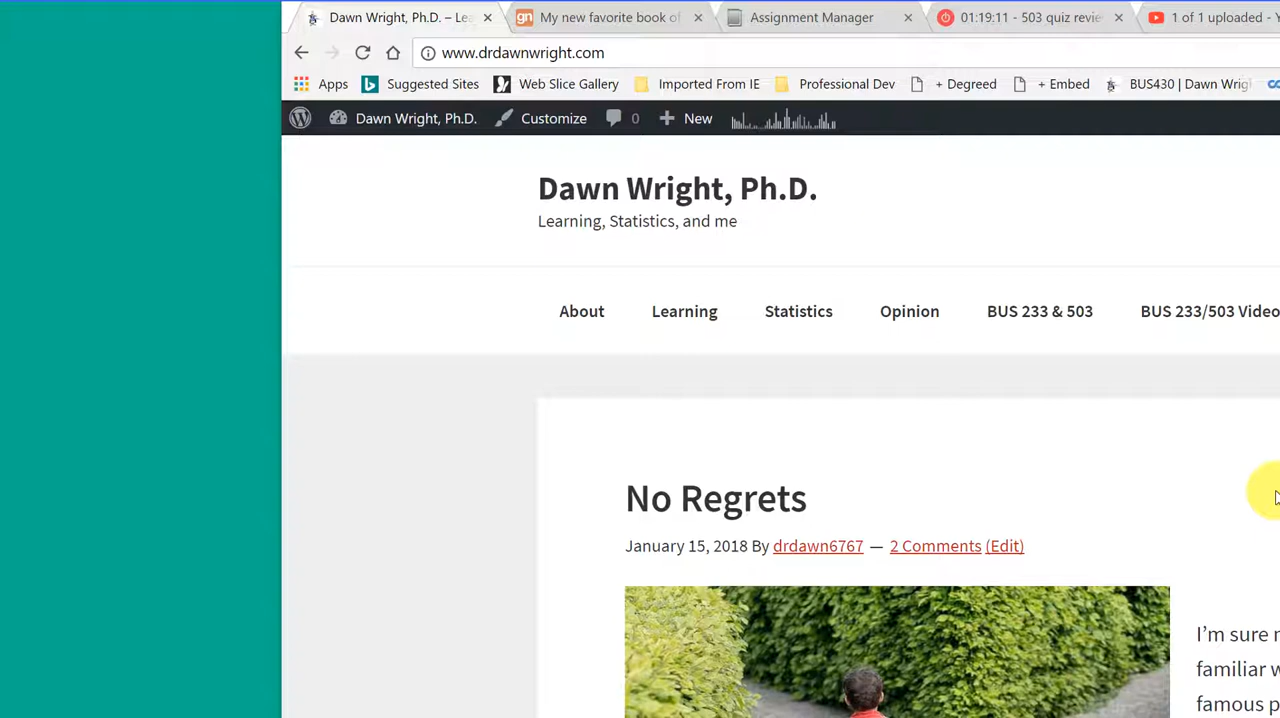 Dawn Wright, Ph.D. – Lea
gn My new favorite book of
Assignment Manager
01:19:11 - 503 quiz revie
1 of 1 uploaded - Y
www.drdawnwright.com
Apps
Suggested Sites
Web Slice Gallery
Imported From IE
Professional Dev
+ Degreed
+ Embed
BUS430 | Dawn Wrig
Dawn Wright, Ph.D.
Customize
0
New
Dawn Wright, Ph.D.
Learning, Statistics, and me
About
Learning
Statistics
Opinion
BUS 233 & 503
BUS 233/503 Video
No Regrets
January 15, 2018 By drdawn6767 — 2 Comments (Edit)
I'm sure
familiar
famous